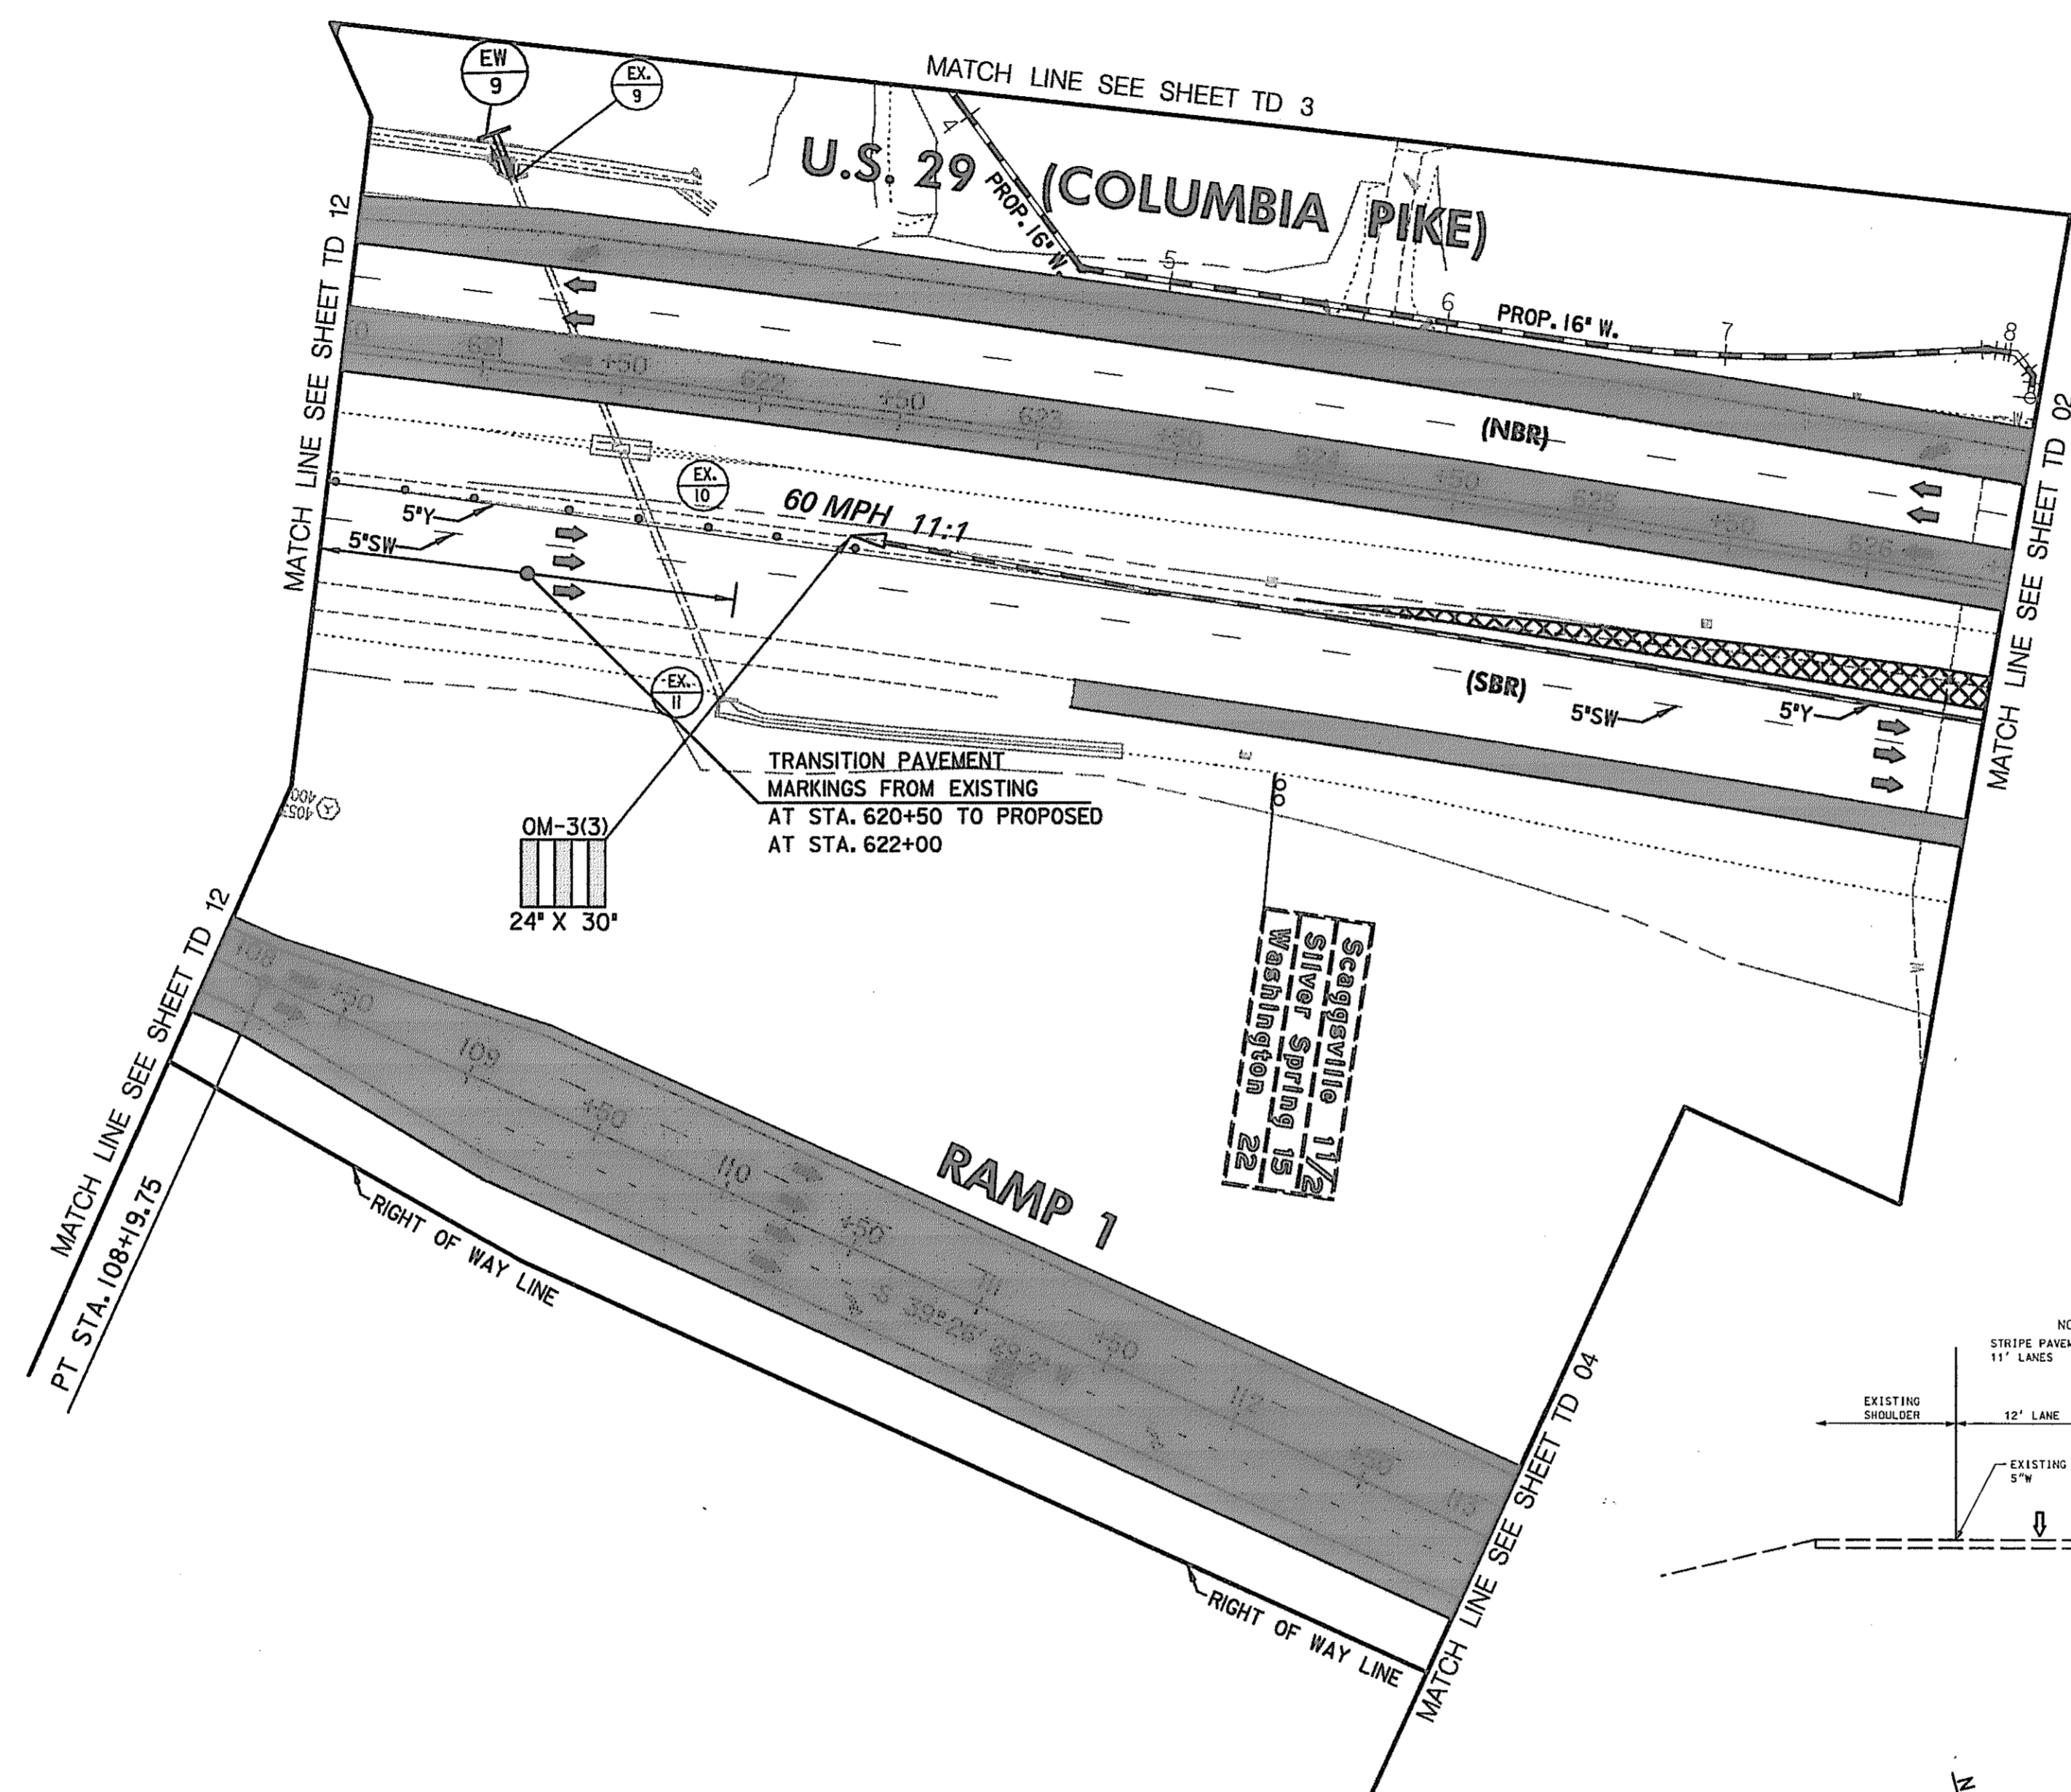 MATCH LINE SEE SHEET TD 3
EW
9
EX.
9
U.S. 29 (COLUMBIA PIKE)
4
PROP. 16" W.
5
6
PROP. 16" W.
7
8
MATCH LINE SEE SHEET TD 12
MATCH LINE SEE SHEET TD 02
621
+50
622
+50
623
+50
624
+50
625
+50
626
(NBR)
EX.
10
60 MPH 11:1
5"Y
5"SW
(SBR)
5"SW
5"Y
EX.
11
TRANSITION PAVEMENT
MARKINGS FROM EXISTING
AT STA. 620+50 TO PROPOSED
AT STA. 622+00
OM-3(3)
24" X 30"
Scaggsville 1 1/2
Silver Spring 15
Washington 22
MATCH LINE SEE SHEET TD 12
PT STA. 108+19.75
108
+50
109
+50
110
+50
111
+50
112
+50
113
S 39° 26' 29.2" W
RAMP 1
RIGHT OF WAY LINE
RIGHT OF WAY LINE
MATCH LINE SEE SHEET TD 04
11' LANES
EXISTING
SHOULDER
12' LANE
EXISTING
5"W
N